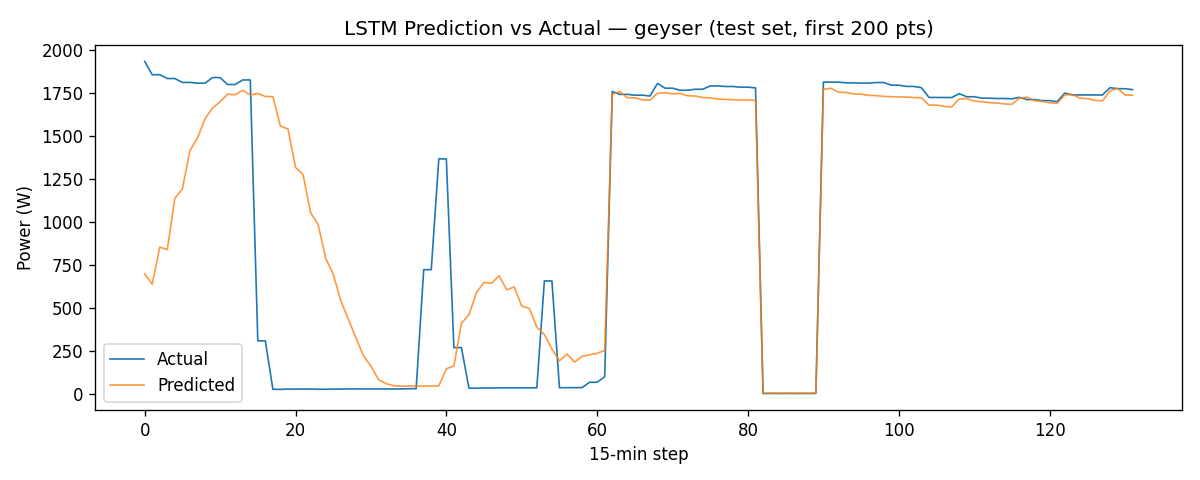 LSTM Prediction vs Actual — geyser (test set, first 200 pts)
2000
1750
1500
1250
1000
750
500
250
0
Power (W)
Actual
Predicted
0 20 40 60 80 100 120
15-min step